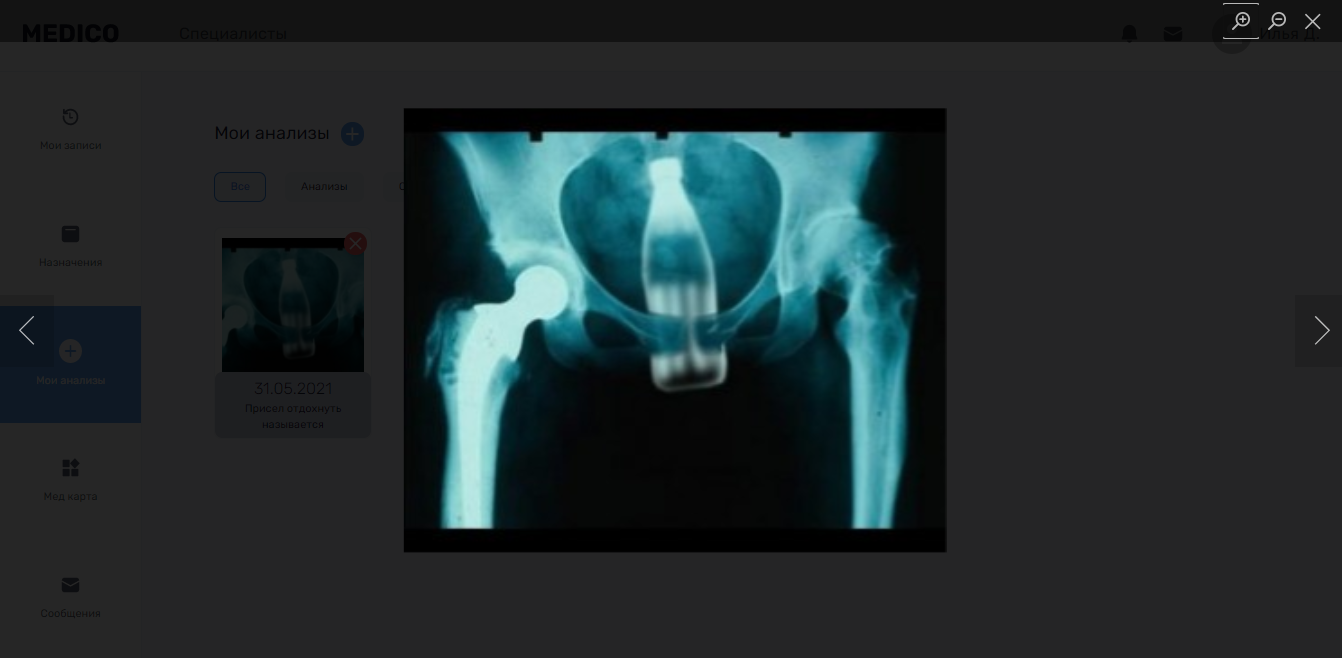 MEDICO
Специалисты
Илья Д.
Мои записи
Назначения
Мои анализы
Мед карта
Сообщения
Мои анализы
Все
Анализы
31.05.2021
Присел отдохнуть
называется